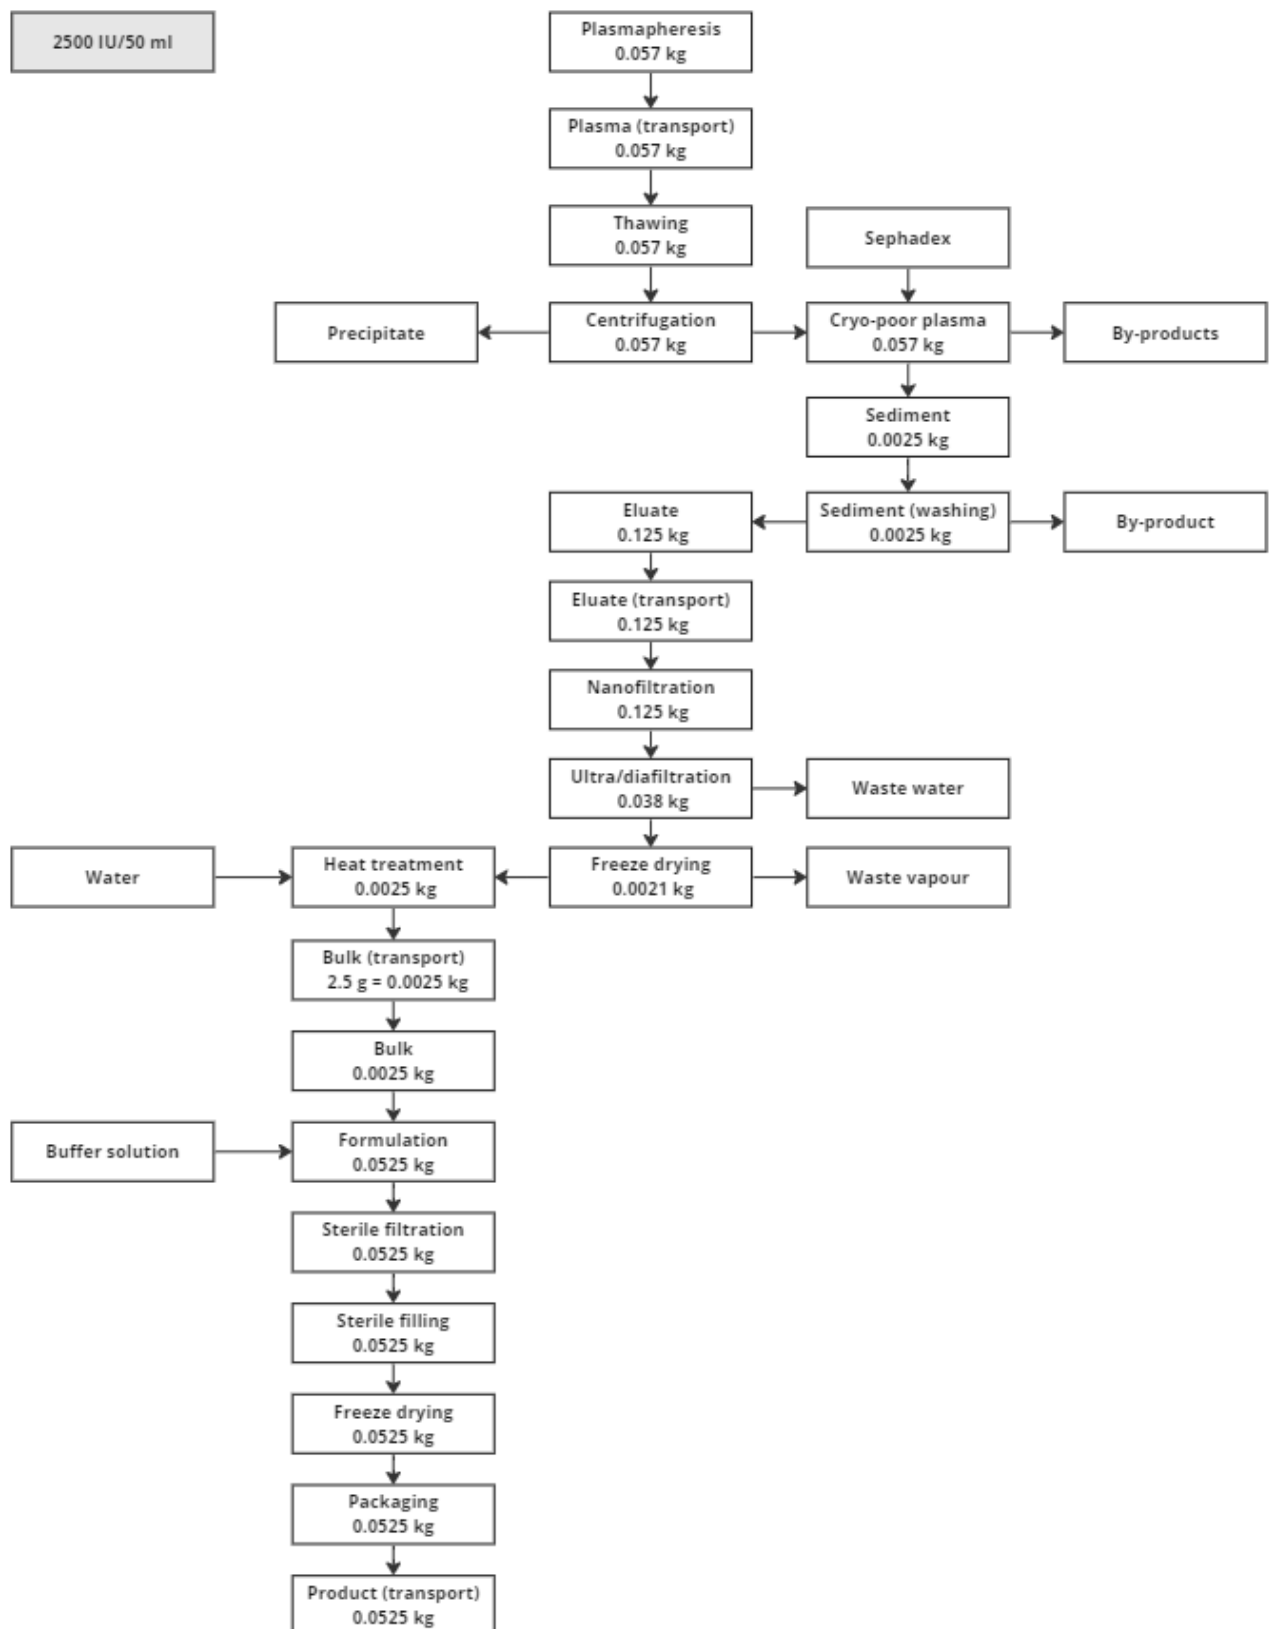 2500 IU/50 ml
Plasmapheresis
0.057 kg
Plasma (transport)
0.057 kg
Thawing
0.057 kg
Sephadex
Precipitate
Centrifugation
0.057 kg
Cryo-poor plasma
0.057 kg
By-products
Sediment
0.0025 kg
Eluate
0.125 kg
Sediment (washing)
0.0025 kg
By-product
Eluate (transport)
0.125 kg
Nanofiltration
0.125 kg
Ultra/diafiltration
0.038 kg
Waste water
Water
Heat treatment
0.0025 kg
Freeze drying
0.0021 kg
Waste vapour
Bulk (transport)
2.5 g = 0.0025 kg
Bulk
0.0025 kg
Buffer solution
Formulation
0.0525 kg
Sterile filtration
0.0525 kg
Sterile filling
0.0525 kg
Freeze drying
0.0525 kg
Packaging
0.0525 kg
Product (transport)
0.0525 kg